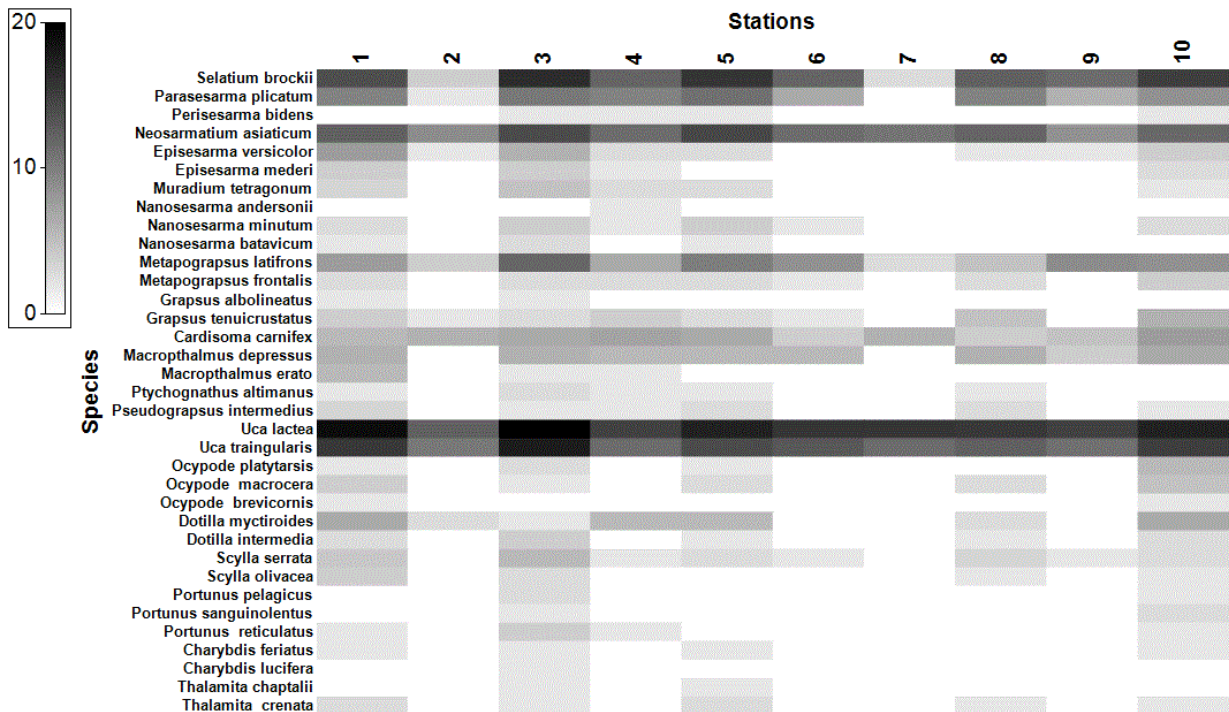 20
10
0
Stations
1 2 3 4 5 6 7 8 9 10
Species
Selatium brockii
Parasesarma plicatum
Perisesarma bidens
Neosarmatium asiaticum
Episesarma versicolor
Episesarma mederi
Muradium tetragonum
Nanosesarma andersonii
Nanosesarma minutum
Nanosesarma batavicum
Metapograpsus latifrons
Metapograpsus frontalis
Grapsus albolineatus
Grapsus tenuicrustatus
Cardisoma carnifex
Macropthalmus depressus
Macropthalmus erato
Ptychognathus altimanus
Pseudograpsus intermedius
Uca lactea
Uca traingularis
Ocypode platytarsis
Ocypode macrocera
Ocypode brevicornis
Dotilla myctiroides
Dotilla intermedia
Scylla serrata
Scylla olivacea
Portunus pelagicus
Portunus sanguinolentus
Portunus reticulatus
Charybdis feriatus
Charybdis lucifera
Thalamita chaptalii
Thalamita crenata